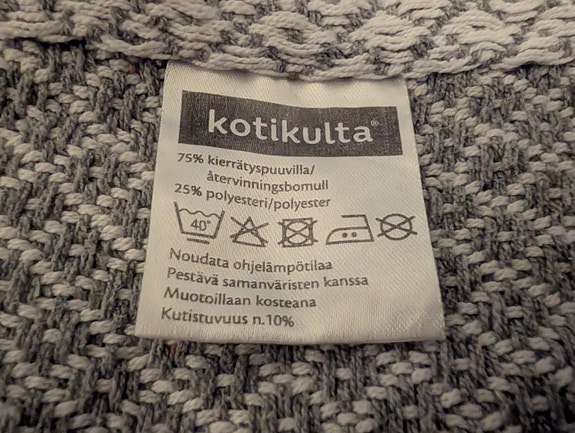 kotikulta®
75% kierrätyspuuvilla/
återvinningsbomull
25% polyesteri/polyester
40°
Noudata ohjelämpötilaa
Pestävä samanväristen kanssa
Muotoillaan kosteana
Kutistuvuus n.10%